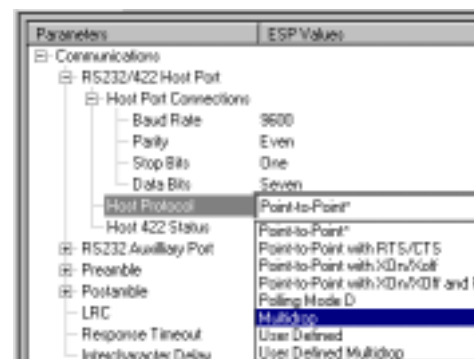 Parameters ESP Values
Communications
RS232/422 Host Port
Host Port Connections
Baud Rate 9600
Parity Even
Stop Bits One
Data Bits Seven
Host Protocol Point-to-Point*
Host 422 Status Point-to-Point*
RS232 Auxilliary Port Point-to-Point with RTS/CTS
Preamble Point-to-Point with XOn/Xoff
Postamble Point-to-Point with XOn/XOff and
LRC Polling Mode D
Multidrop
Response Timeout User Defined
Intercharacter Delay User Defined Multidrop